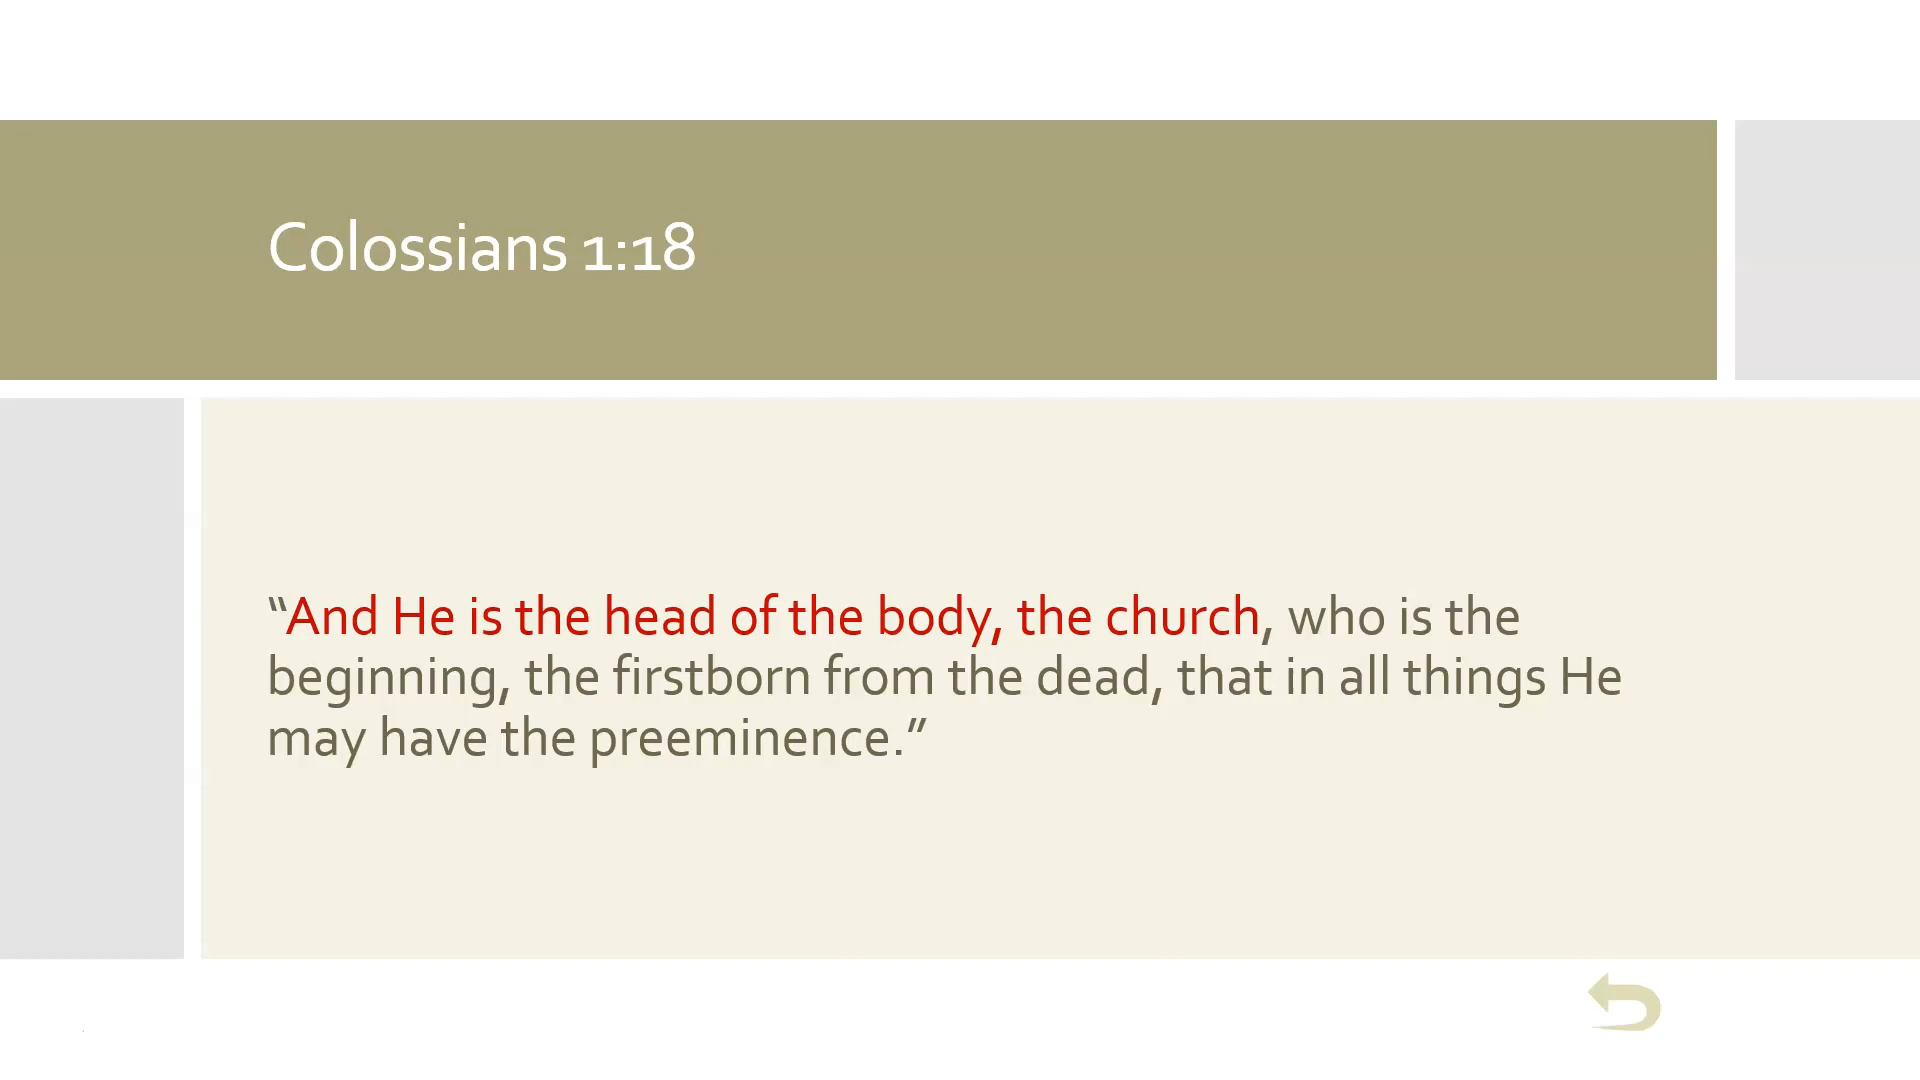 Colossians 1:18
“And He is the head of the body, the church, who is the
beginning, the firstborn from the dead, that in all things He
may have the preeminence.”